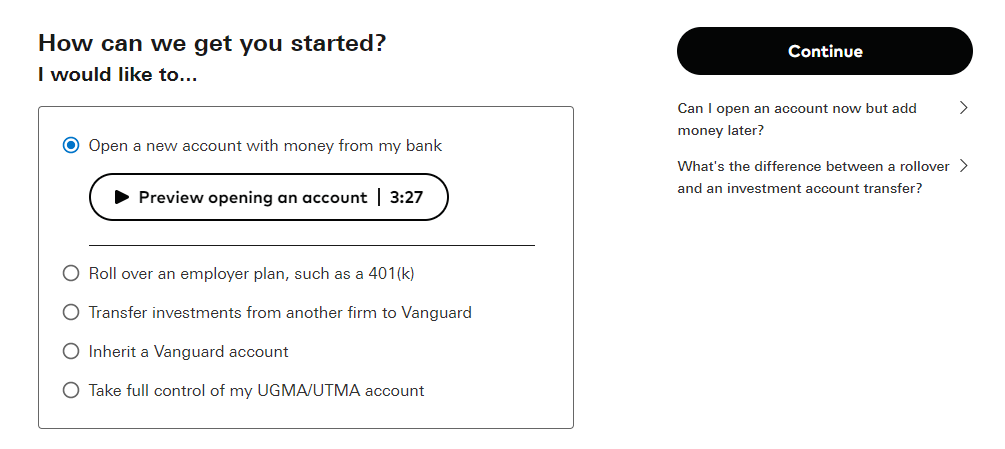 How can we get you started?
I would like to...
Open a new account with money from my bank
Preview opening an account | 3:27
Roll over an employer plan, such as a 401(k)
Transfer investments from another firm to Vanguard
Inherit a Vanguard account
Take full control of my UGMA/UTMA account
Continue
Can I open an account now but add
money later?
What's the difference between a rollover
and an investment account transfer?